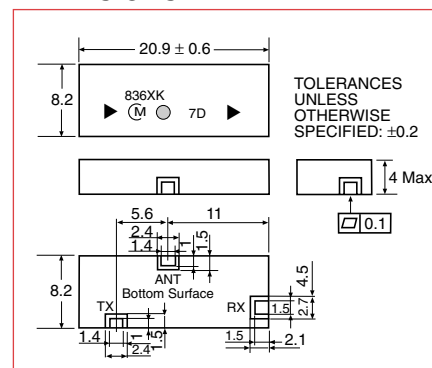 20.9 ± 0.6
8.2
836XK
M
7D
TOLERANCES
UNLESS
OTHERWISE
SPECIFIED: ±0.2
4 Max
0.1
5.6
11
2.4
1.4
1
1.5
8.2
ANT
Bottom Surface
TX
RX
4.5
2.7
1.5
1.5
2.1
1.4
1
2.4
1.5